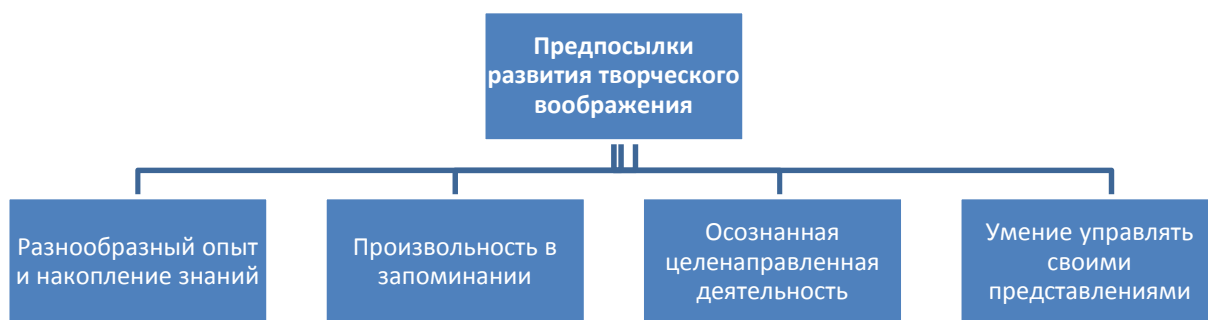 Предпосылки
развития творческого
воображения
Разнообразный опыт
и накопление знаний
Произвольность в
запоминании
Осознанная
целенаправленная
деятельность
Умение управлять
своими
представлениями